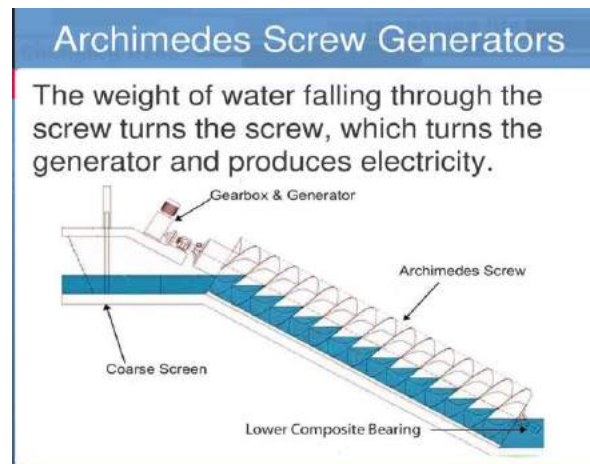 Archimedes Screw Generators
The weight of water falling through the
screw turns the screw, which turns the
generator and produces electricity.
Gearbox & Generator
Archimedes Screw
Coarse Screen
Lower Composite Bearing